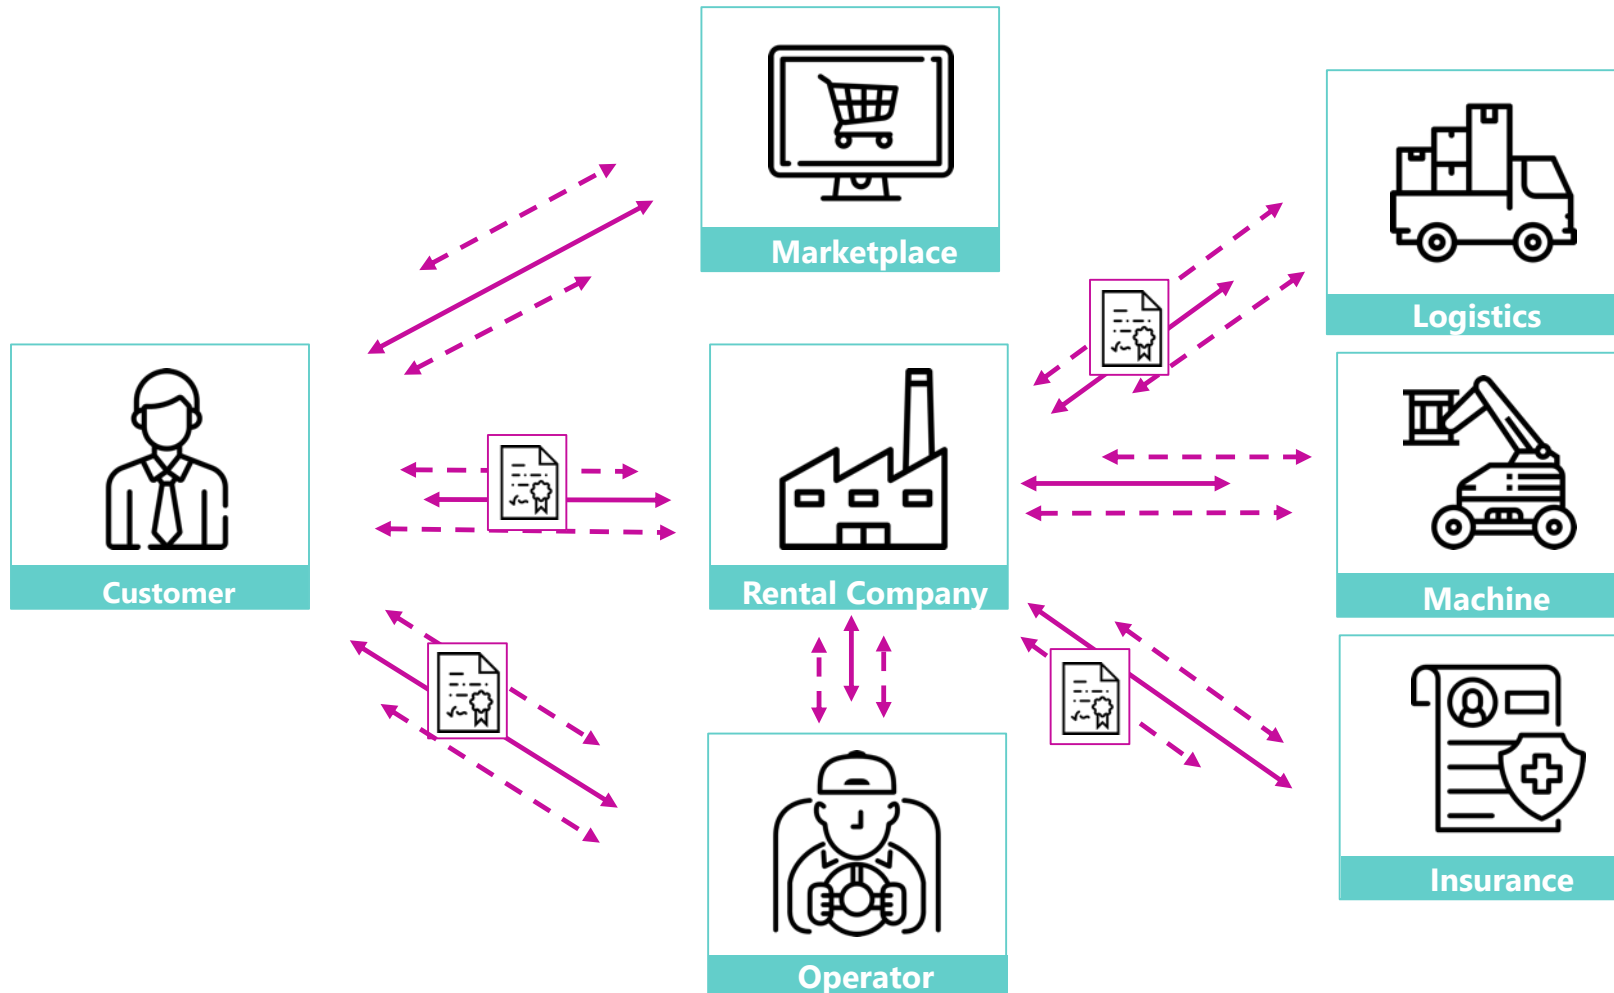 Marketplace
Logistics
Customer
Rental Company
Machine
Insurance
Operator